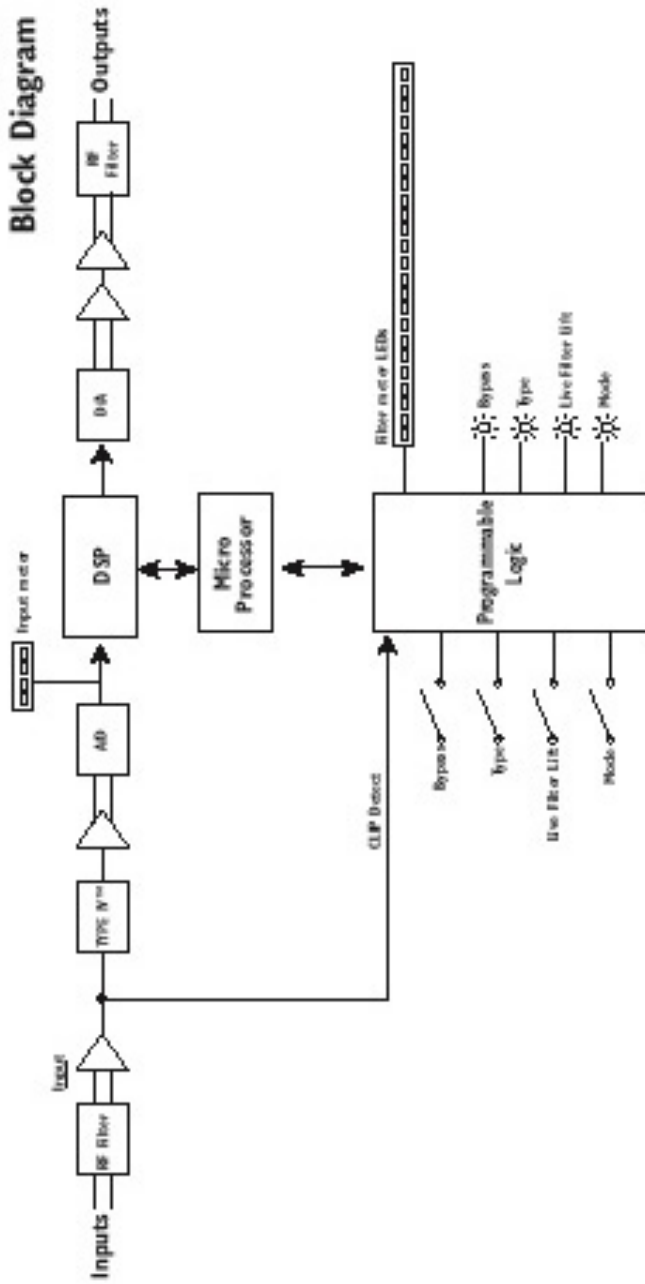 Block Diagram
Inputs
RF Filter
Input
TYPE IV™
A/D
Input meter
DSP
D/A
RF
Filter
Outputs
Micro
Processor
CLIP Detect
Programmable
Logic
Filter meter LEDs
Bypass
Type
Live Filter Lift
Mode
Bypass
Type
Live Filter Lift
Mode